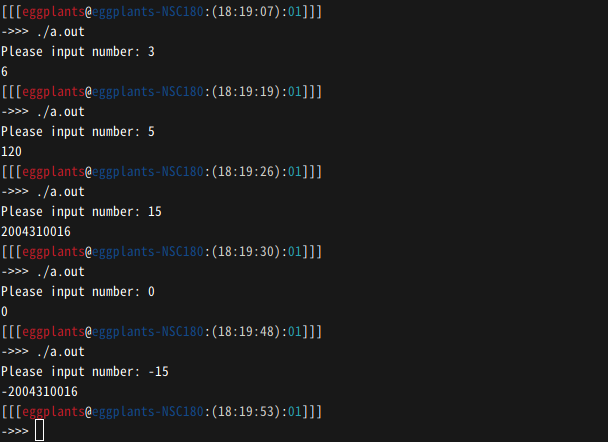 [[[eggplants@eggplants-NSC180:(18:19:07):01]]]
->>> ./a.out
Please input number: 3
6
[[[eggplants@eggplants-NSC180:(18:19:19):01]]]
->>> ./a.out
Please input number: 5
120
[[[eggplants@eggplants-NSC180:(18:19:26):01]]]
->>> ./a.out
Please input number: 15
2004310016
[[[eggplants@eggplants-NSC180:(18:19:30):01]]]
->>> ./a.out
Please input number: 0
0
[[[eggplants@eggplants-NSC180:(18:19:48):01]]]
->>> ./a.out
Please input number: -15
-2004310016
[[[eggplants@eggplants-NSC180:(18:19:53):01]]]
->>>